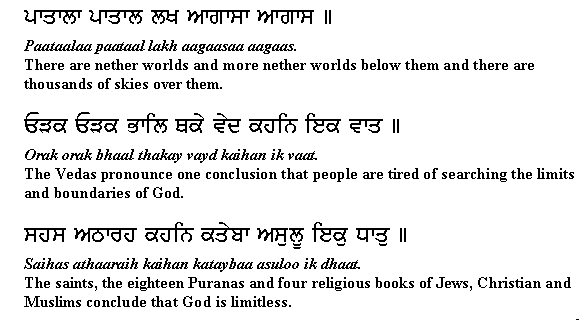 ਪਾਤਾਲਾ ਪਾਤਾਲ ਲਖ ਆਗਾਸਾ ਆਗਾਸ ॥
Paataalaa paataal lakh aagaasaa aagaas.
There are nether worlds and more nether worlds below them and there are
thousands of skies over them.
ਓੜਕ ਓੜਕ ਭਾਲਿ ਥਕੇ ਵੇਦ ਕਹਨਿ ਇਕ ਵਾਤ ॥
Orak orak bhaal thakay vayd kaihan ik vaat.
The Vedas pronounce one conclusion that people are tired of searching the limits
and boundaries of God.
ਸਹਸ ਅਠਾਰਹ ਕਹਨਿ ਕਤੇਬਾ ਅਸੁਲੂ ਇਕੁ ਧਾਤੁ ॥
Saihas athaaraih kaihan kataybaa asuloo ik dhaat.
The saints, the eighteen Puranas and four religious books of Jews, Christian and
Muslims conclude that God is limitless.